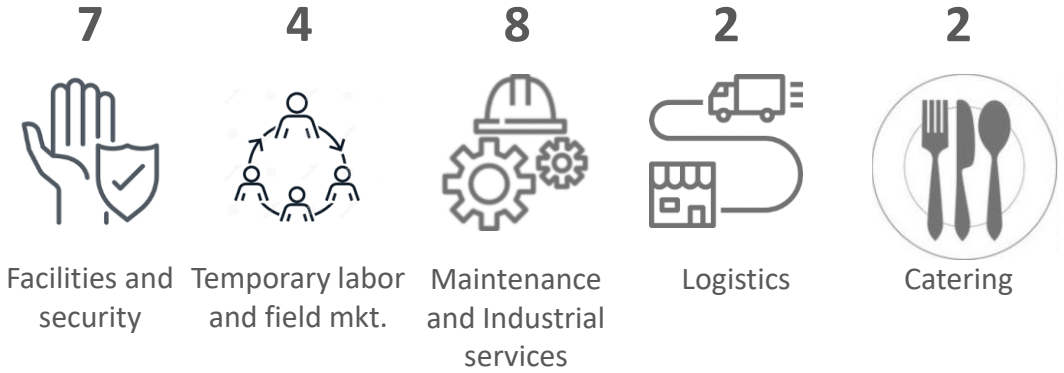 7
4
8
2
2
Facilities and
security
Temporary labor
and field mkt.
Maintenance
and Industrial
services
Logistics
Catering